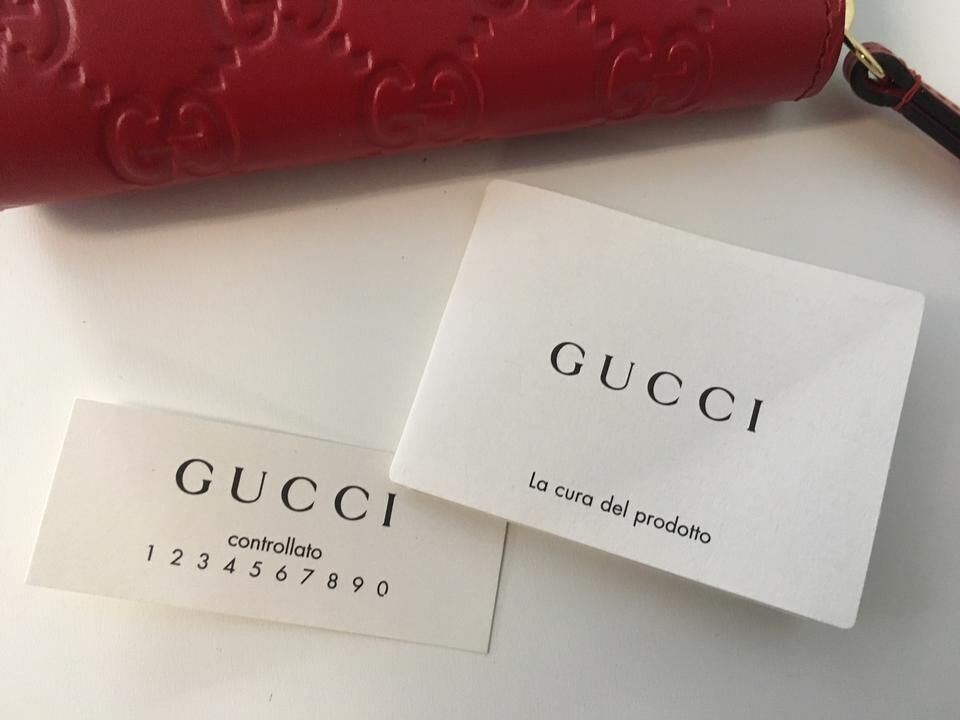 GUCCI
controllato
1 2 3 4 5 6 7 8 9 0
GUCCI
La cura del prodotto